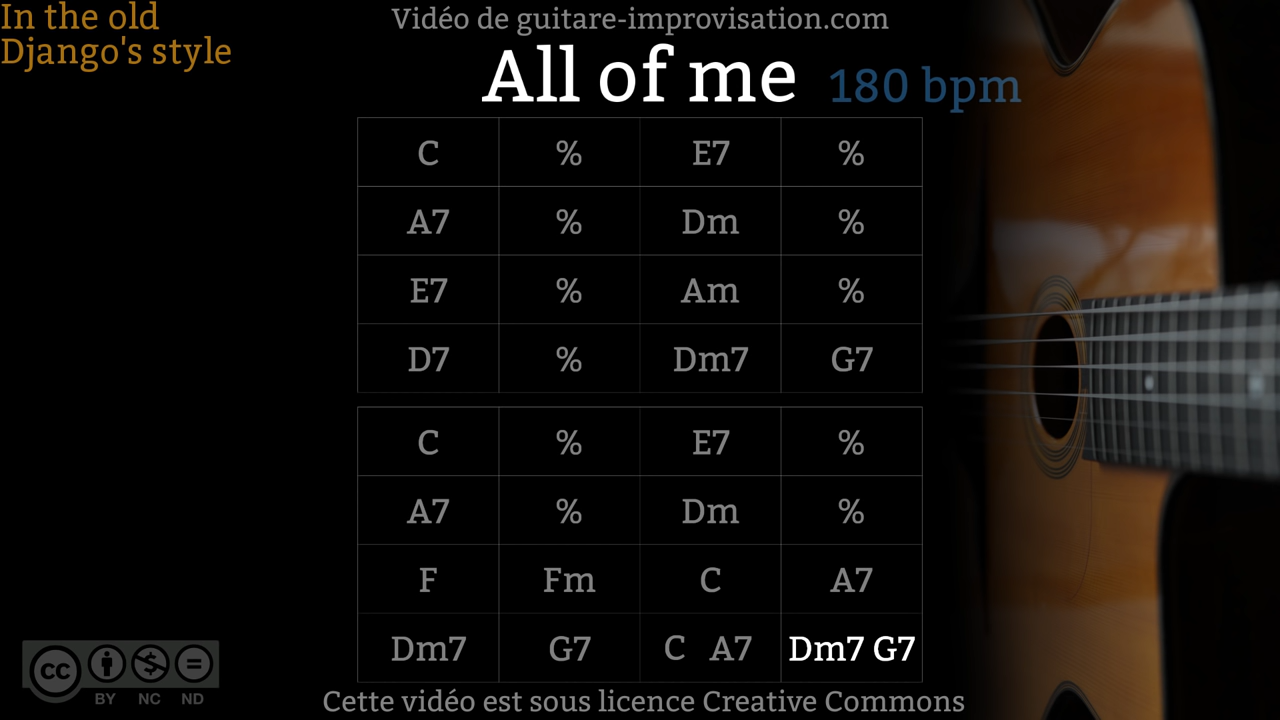 In the old
Django's style
Vidéo de guitare-improvisation.com
All of me 180 bpm
C % E7 %
A7 % Dm %
E7 % Am %
D7 % Dm7 G7
C % E7 %
A7 % Dm %
F Fm C A7
Dm7 G7 C A7 Dm7 G7
cc BY NC ND
Cette vidéo est sous licence Creative Commons